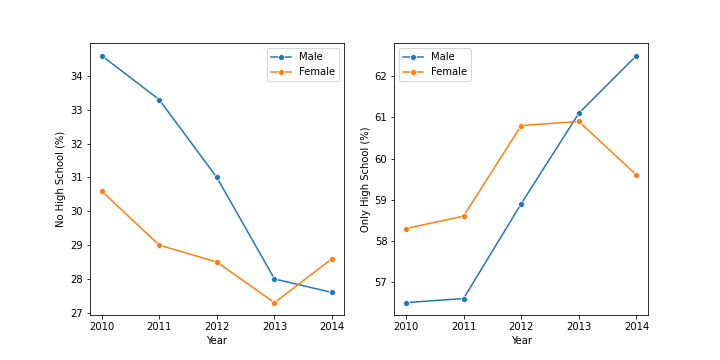 No High School (%)
34
33
32
31
30
29
28
27
2010 2011 2012 2013 2014
Year
Male
Female
Only High School (%)
62
61
60
59
58
57
2010 2011 2012 2013 2014
Year
Male
Female